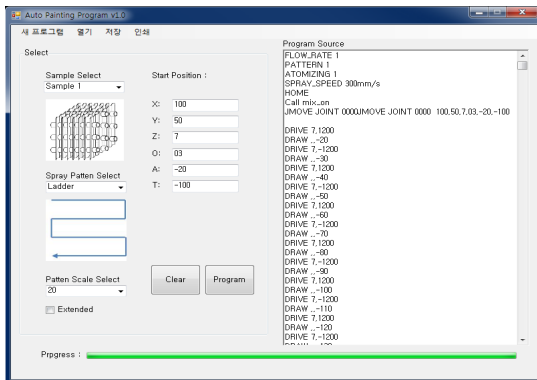 Auto Painting Program v1.0
새 프로그램 열기 저장 인쇄
Select
Sample Select
Sample 1
Start Position :
X: 100
Y: 50
Z: 7
O: 03
A: -20
T: -100
Spray Patten Select
Ladder
Patten Scale Select
20
Extended
Clear
Program
Prpgress :
Program Source
FLOW_RATE 1
PATTERN 1
ATOMIZING 1
SPRAY_SPEED 300mm/s
HOME
Call mix_on
JMOVE JOINT 0000JMOVE JOINT 0000 100,50,7,03,-20,-100
DRIVE 7,1200
DRAW ,,-20
DRIVE 7,-1200
DRAW ,,-30
DRIVE 7,1200
DRAW ,,-40
DRIVE 7,-1200
DRAW ,,-50
DRIVE 7,1200
DRAW ,,-60
DRIVE 7,-1200
DRAW ,,-70
DRIVE 7,1200
DRAW ,,-80
DRIVE 7,-1200
DRAW ,,-90
DRIVE 7,1200
DRAW ,,-100
DRIVE 7,-1200
DRAW ,,-110
DRIVE 7,1200
DRAW ,,-120
DRIVE 7,-1200